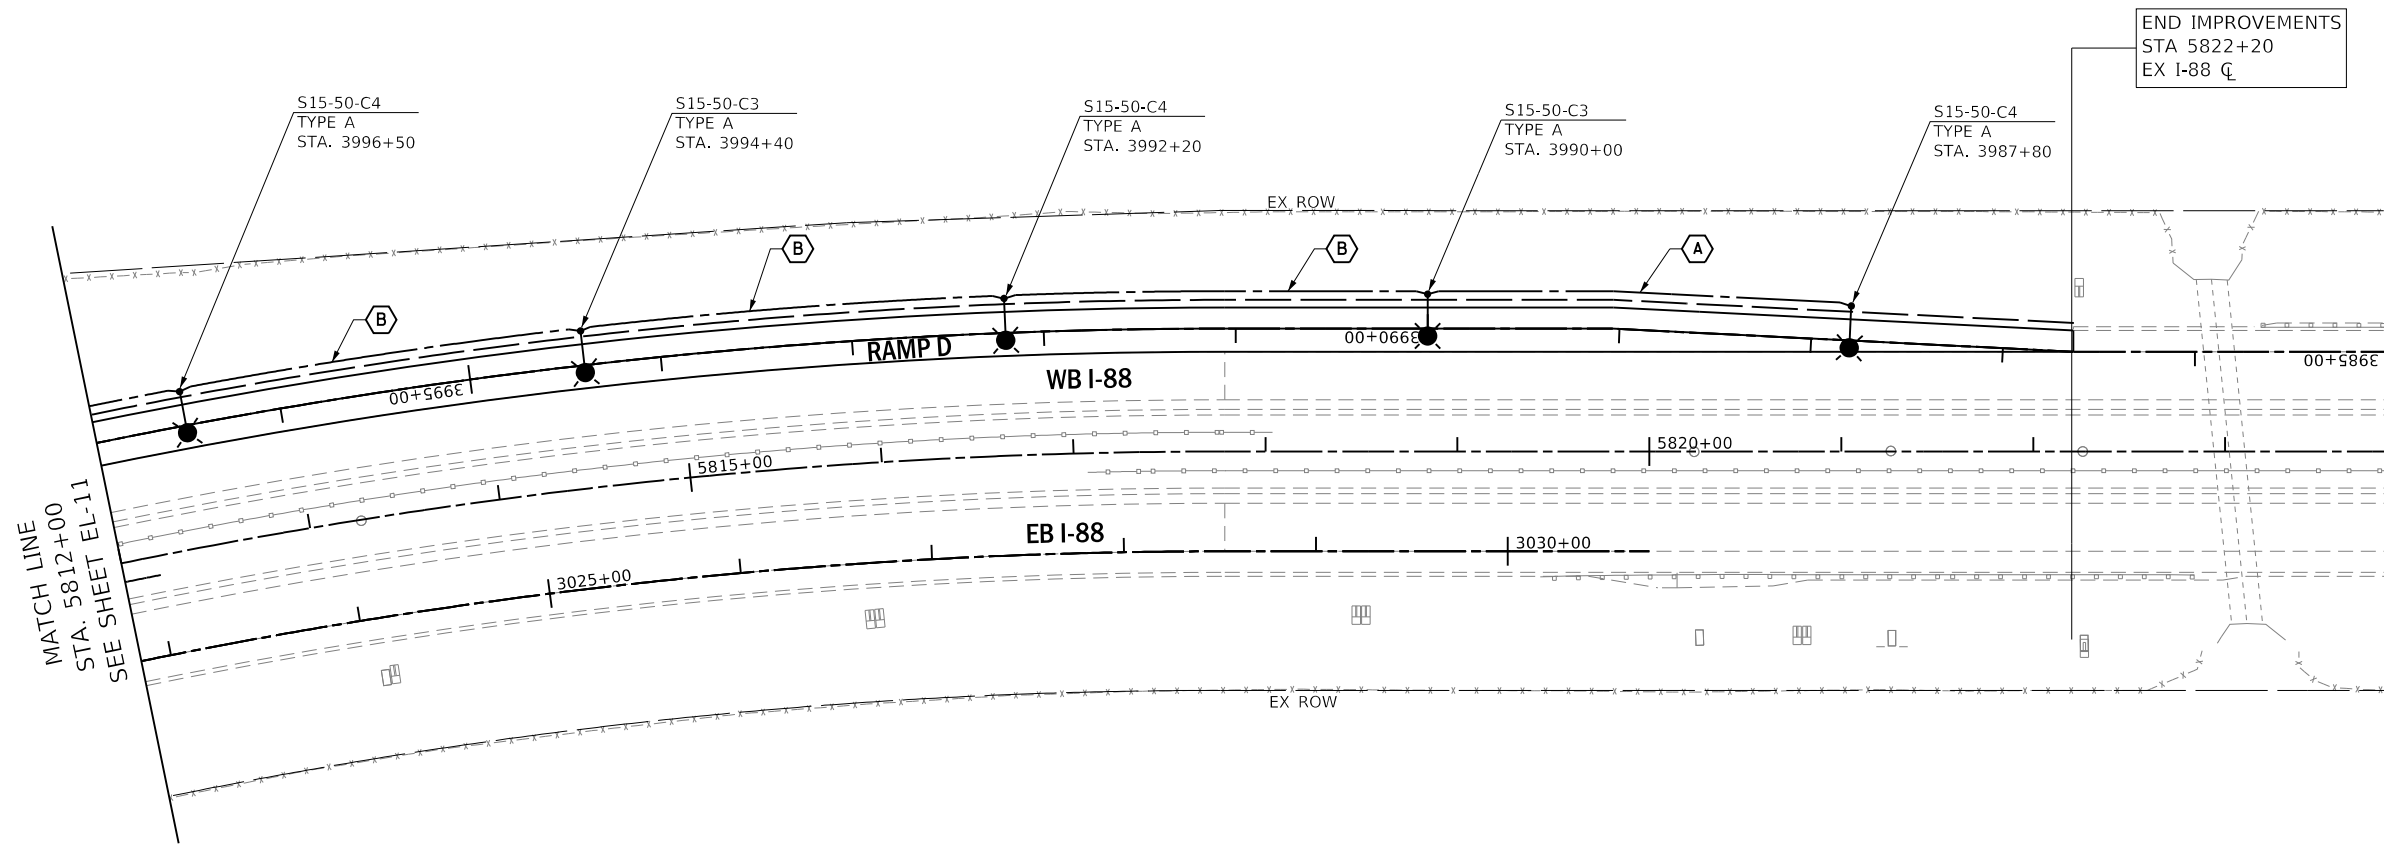 END IMPROVEMENTS
STA 5822+20
EX I-88 ℄
S15-50-C4
TYPE A
STA. 3996+50
S15-50-C3
TYPE A
STA. 3994+40
S15-50-C4
TYPE A
STA. 3992+20
S15-50-C3
TYPE A
STA. 3990+00
S15-50-C4
TYPE A
STA. 3987+80
EX ROW
B
B
B
A
RAMP D
3995+00
3990+00
3985+00
WB I-88
5815+00
5820+00
EB I-88
3025+00
3030+00
MATCH LINE
STA. 5812+00
SEE SHEET EL-11
EX ROW